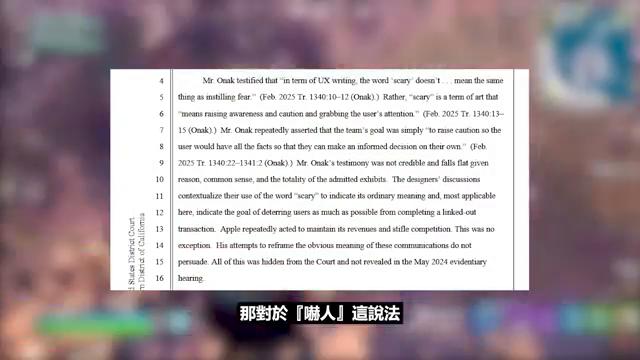 4 Mr. Onak testified that "in term of UX writing, the word 'scary' doesn't . . . mean the same
5 thing as instilling fear." (Feb. 2025 Tr. 1340:10–12 (Onak).) Rather, "scary" is a term of art that
6 "means raising awareness and caution and grabbing the user's attention." (Feb. 2025 Tr. 1340:13–
7 15 (Onak).) Mr. Onak repeatedly asserted that the team's goal was simply "to raise caution so the
8 user would have all the facts so that they can make an informed decision on their own." (Feb.
9 2025 Tr. 1340:22–1341:2 (Onak).) Mr. Onak's testimony was not credible and falls flat given
10 reason, common sense, and the totality of the admitted exhibits. The designers' discussions
11 contextualize their use of the word "scary" to indicate its ordinary meaning and, most applicable
12 here, indicate the goal of deterring users as much as possible from completing a linked-out
13 transaction. Apple repeatedly acted to maintain its revenues and stifle competition. This was no
14 exception. His attempts to reframe the obvious meaning of these communications do not
15 persuade. All of this was hidden from the Court and not revealed in the May 2024 evidentiary
16 hearing.
States District Court
District of California
那對於『嚇人』這說法